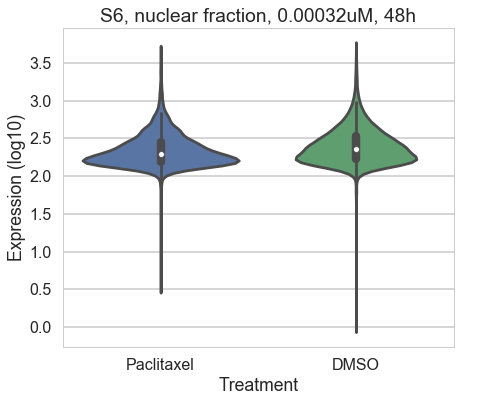 S6, nuclear fraction, 0.00032uM, 48h
Expression (log10)
3.5
3.0
2.5
2.0
1.5
1.0
0.5
0.0
Paclitaxel DMSO
Treatment